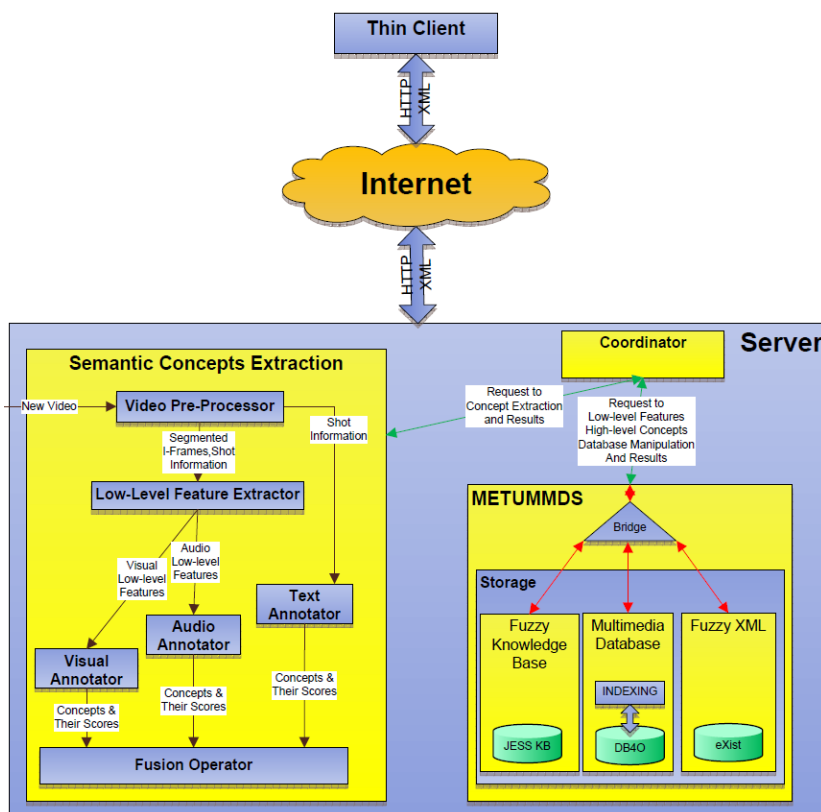 Thin Client
HTTP
XML
Internet
HTTP
XML
Server
Coordinator
Semantic Concepts Extraction
New Video
Video Pre-Processor
Segmented
I-Frames,Shot
Information
Shot
Information
Low-Level Feature Extractor
Visual
Low-level
Features
Audio
Low-level
Features
Text
Annotator
Audio
Annotator
Visual
Annotator
Concepts &
Their Scores
Concepts &
Their Scores
Concepts &
Their Scores
Fusion Operator
Request to
Concept Extraction
and Results
Request to
Low-level Features
High-level Concepts
Database Manipulation
And Results
METUMMDS
Bridge
Storage
Fuzzy
Knowledge
Base
JESS KB
Multimedia
Database
INDEXING
DB4O
Fuzzy XML
eXist